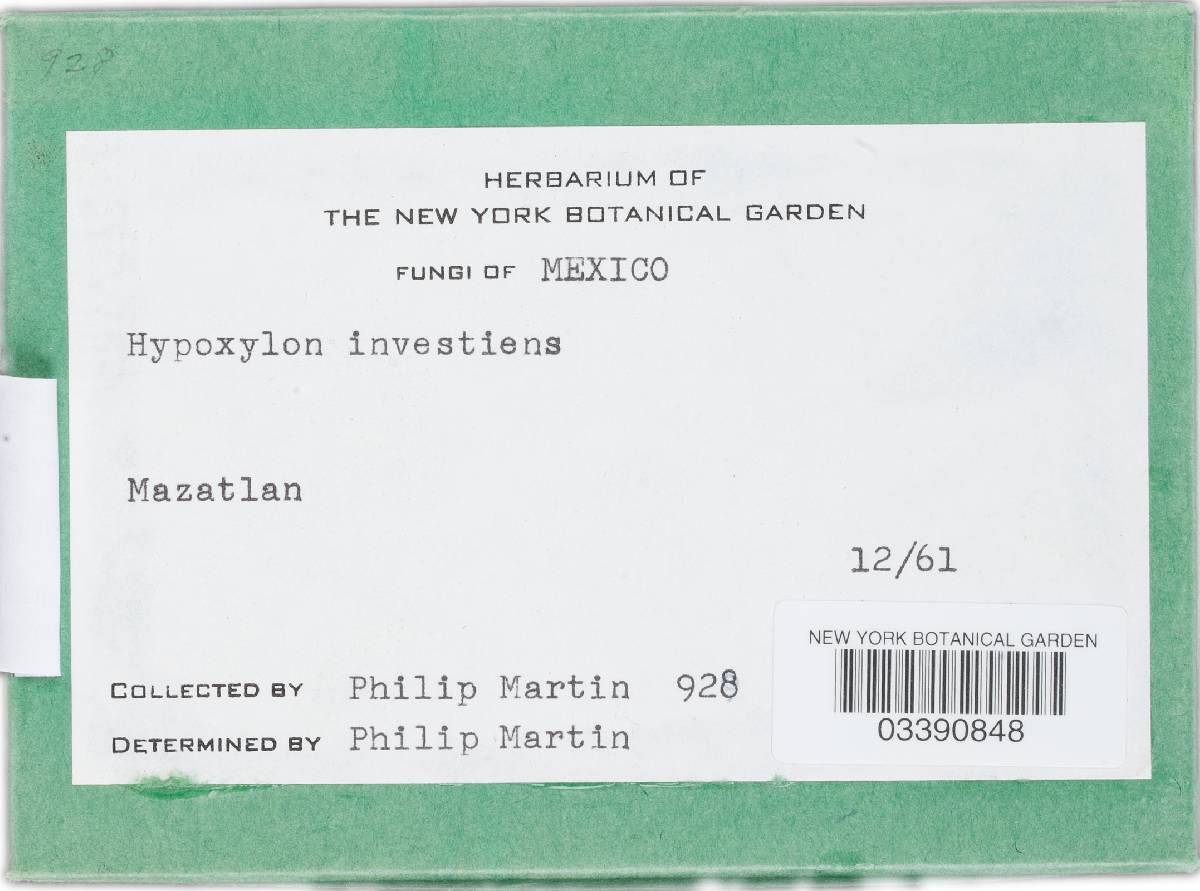 928
HERBARIUM OF
THE NEW YORK BOTANICAL GARDEN
FUNGI OF MEXICO
Hypoxylon investiens
Mazatlan
12/61
NEW YORK BOTANICAL GARDEN
03390848
COLLECTED BY Philip Martin 928
DETERMINED BY Philip Martin